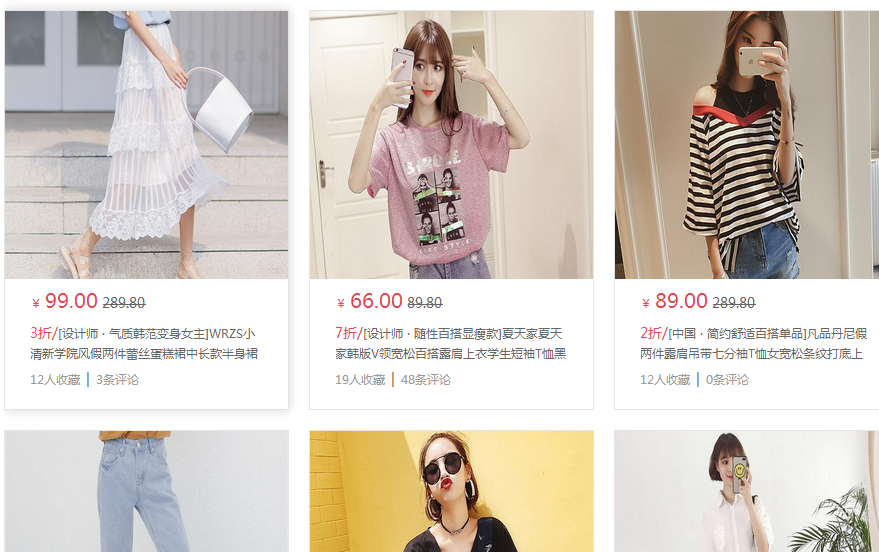 SINGLE
LIFE STYLE
¥ 99.00 289.80
3折/[设计师 · 气质韩范变身女主]WRZS小
清新学院风假两件蕾丝蛋糕裙中长款半身裙
12人收藏 | 3条评论
¥ 66.00 89.80
7折/[设计师 · 随性百搭显瘦款]夏天家夏天
家韩版V领宽松百搭露肩上衣学生短袖T恤黑
19人收藏 | 48条评论
¥ 89.00 289.80
2折/[中国 · 简约舒适百搭单品]凡品丹尼假
两件露肩吊带七分袖T恤女宽松条纹打底上
12人收藏 | 0条评论